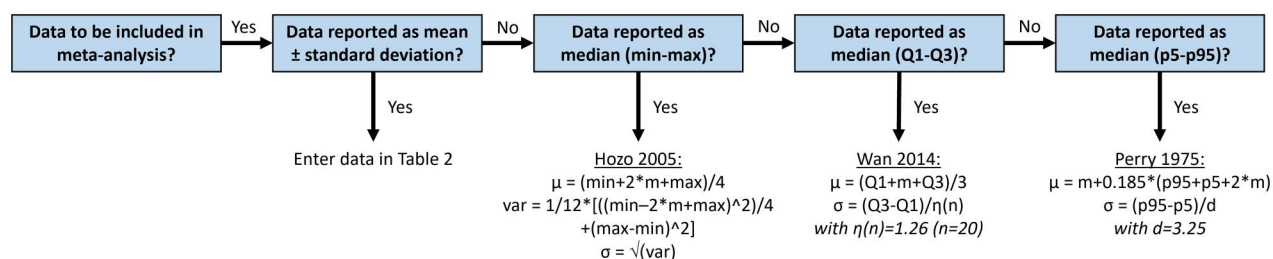 Data to be included in
meta-analysis?
Yes
Data reported as mean
± standard deviation?
No
Data reported as
median (min-max)?
No
Data reported as
median (Q1-Q3)?
No
Data reported as
median (p5-p95)?
Yes
Yes
Yes
Yes
Enter data in Table 2
Hozo 2005:
μ = (min+2*m+max)/4
var = 1/12*[((min–2*m+max)^2)/4
+(max-min)^2]
σ = √(var)
Wan 2014:
μ = (Q1+m+Q3)/3
σ = (Q3-Q1)/η(n)
with η(n)=1.26 (n=20)
Perry 1975:
μ = m+0.185*(p95+p5+2*m)
σ = (p95-p5)/d
with d=3.25